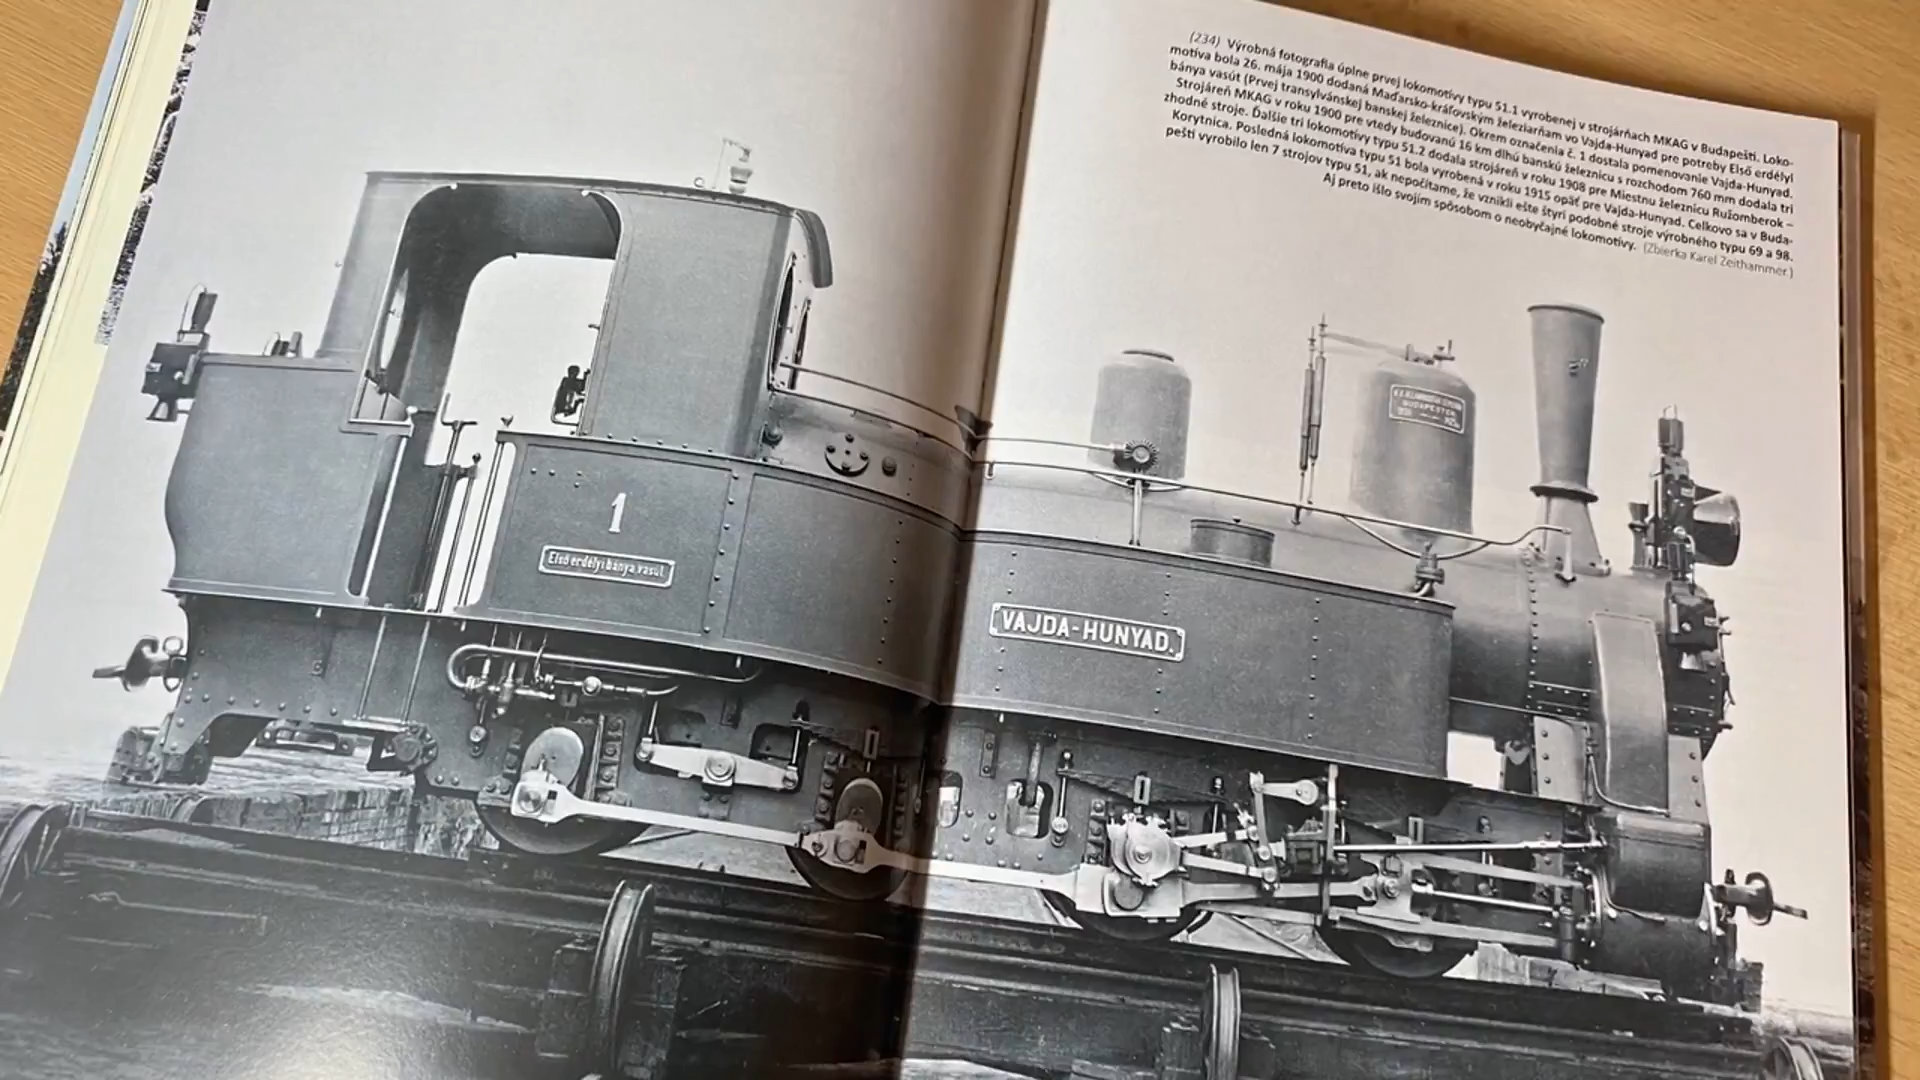 (234) Výrobná fotografia úplne prvej lokomotívy typu 51.1 vyrobenej v strojárňach MKAG v Budapešti. Loko-
motíva bola 26. mája 1900 dodaná Maďarsko-kráľovským železiarňam vo Vajda-Hunyad pre potreby Első erdélyi
bánya vasút (Prvej transylvánskej banskej železnice). Okrem označenia č. 1 dostala pomenovanie Vajda-Hunyad.
Strojáreň MKAG v roku 1900 pre vtedy budovanú 16 km dlhú banskú železnicu s rozchodom 760 mm dodala tri
zhodné stroje. Ďalšie tri lokomotívy typu 51.2 dodala strojáreň v roku 1908 pre Miestnu železnicu Ružomberok –
Korytnica. Posledná lokomotíva typu 51 bola vyrobená v roku 1915 opäť pre Vajda-Hunyad. Celkovo sa v Buda-
pešti vyrobilo len 7 strojov typu 51, ak nepočítame, že vznikli ešte štyri podobné stroje výrobného typu 69 a 98.
Aj preto išlo svojím spôsobom o neobyčajné lokomotívy. (Zbierka Karel Zeithammer.)
BUDAPESTEN
1
Első erdélyi bánya vasút
VAJDA-HUNYAD.